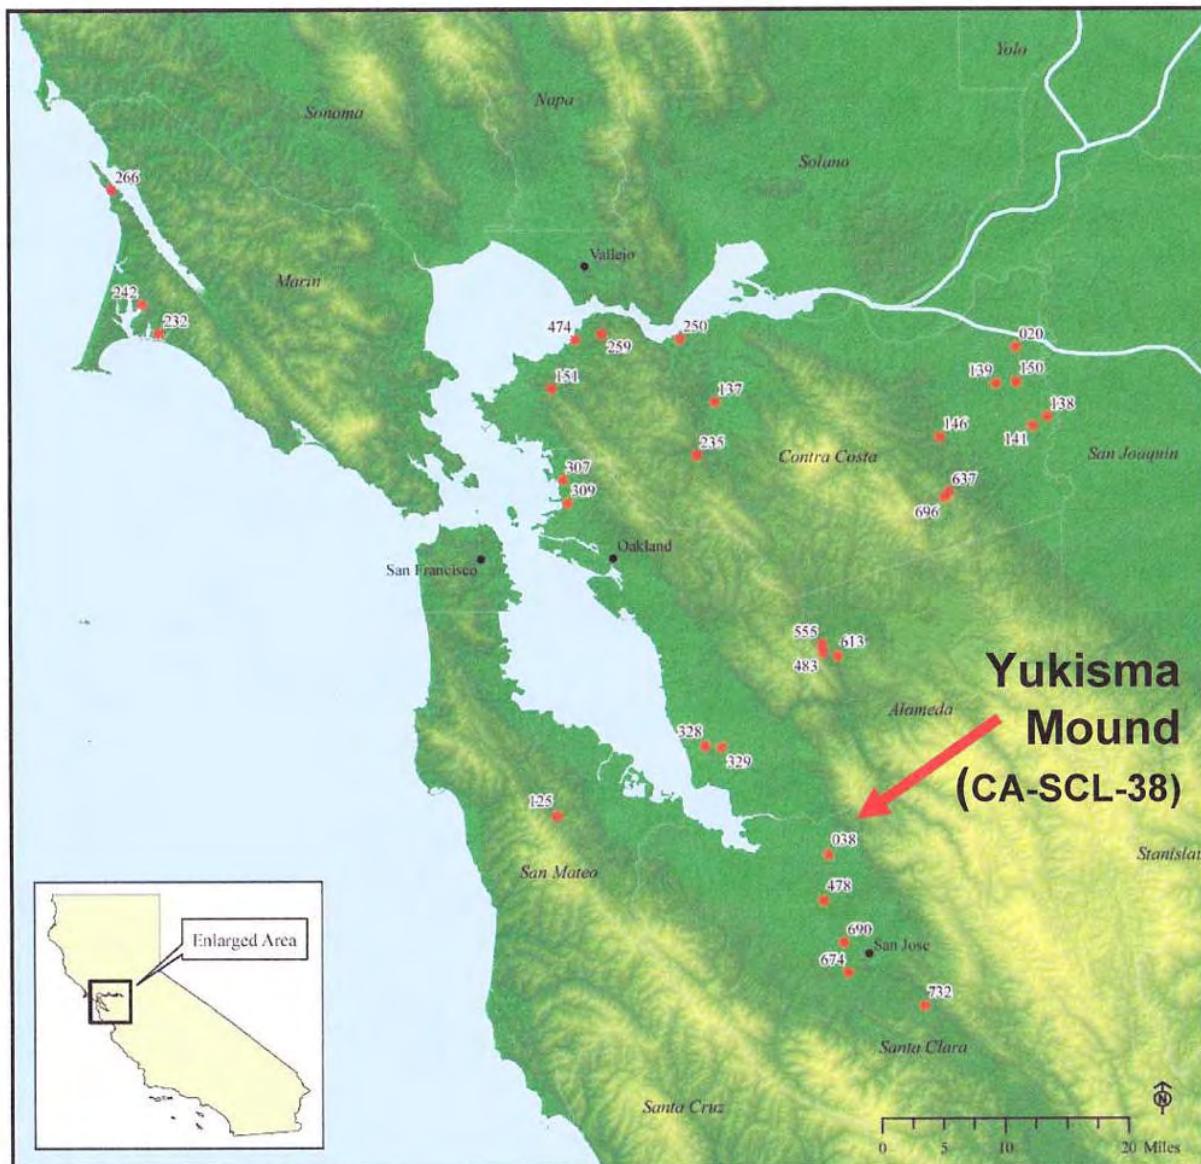 Yolo
Napa
Sonoma
Solano
266
Vallejo
Marin
242
232
474
259
250
020
151
139
150
137
138
146
141
235
Contra Costa
San Joaquin
307
637
309
696
Oakland
San Francisco
555
613
483
Yukisma
Mound
(CA-SCL-38)
Alameda
328
329
125
038
Stanislau
San Mateo
478
Enlarged Area
690
San Jose
674
732
Santa Clara
Santa Cruz
N
0 5 10 20 Miles